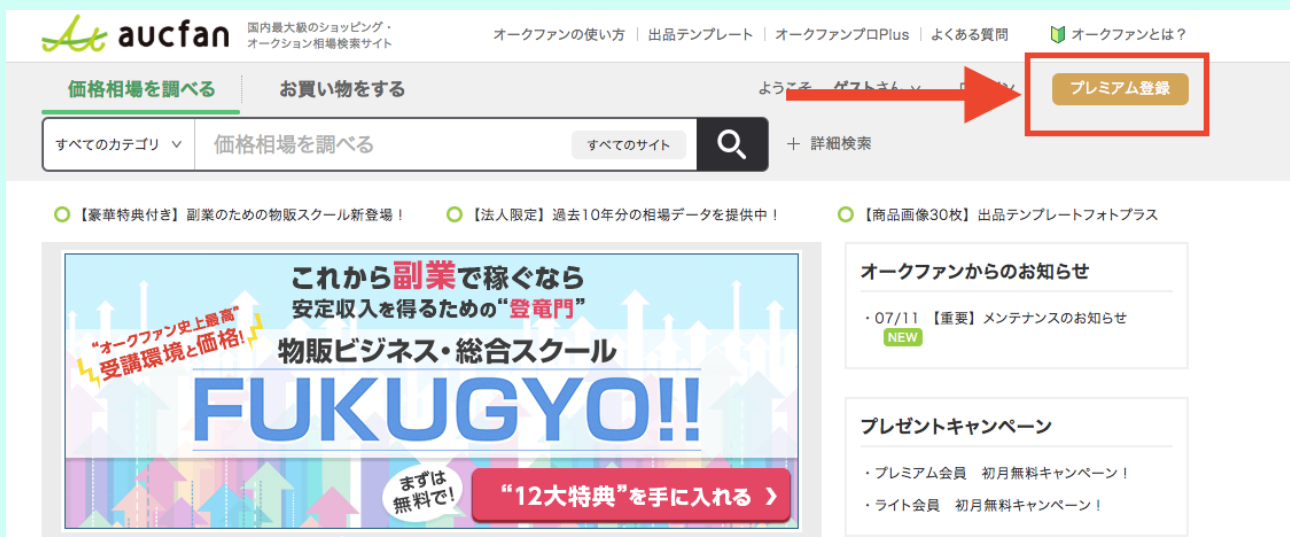 aucfan
国内最大級のショッピング・
オークション相場検索サイト
オークファンの使い方
出品テンプレート
オークファンプロPlus
よくある質問
オークファンとは？
価格相場を調べる
お買い物をする
ようこそ
ゲストさん
プレミアム登録
すべてのカテゴリ
価格相場を調べる
すべてのサイト
＋ 詳細検索
【豪華特典付き】副業のための物販スクール新登場！
【法人限定】過去10年分の相場データを提供中！
【商品画像30枚】出品テンプレートフォトプラス
これから副業で稼ぐなら
安定収入を得るための“登竜門”
“オークファン史上最高”
受講環境と価格!
物販ビジネス・総合スクール
FUKUGYO!!
まずは
無料で!
“12大特典”を手に入れる
オークファンからのお知らせ
・07/11 【重要】メンテナンスのお知らせ
NEW
プレゼントキャンペーン
・プレミアム会員　初月無料キャンペーン！
・ライト会員　初月無料キャンペーン！